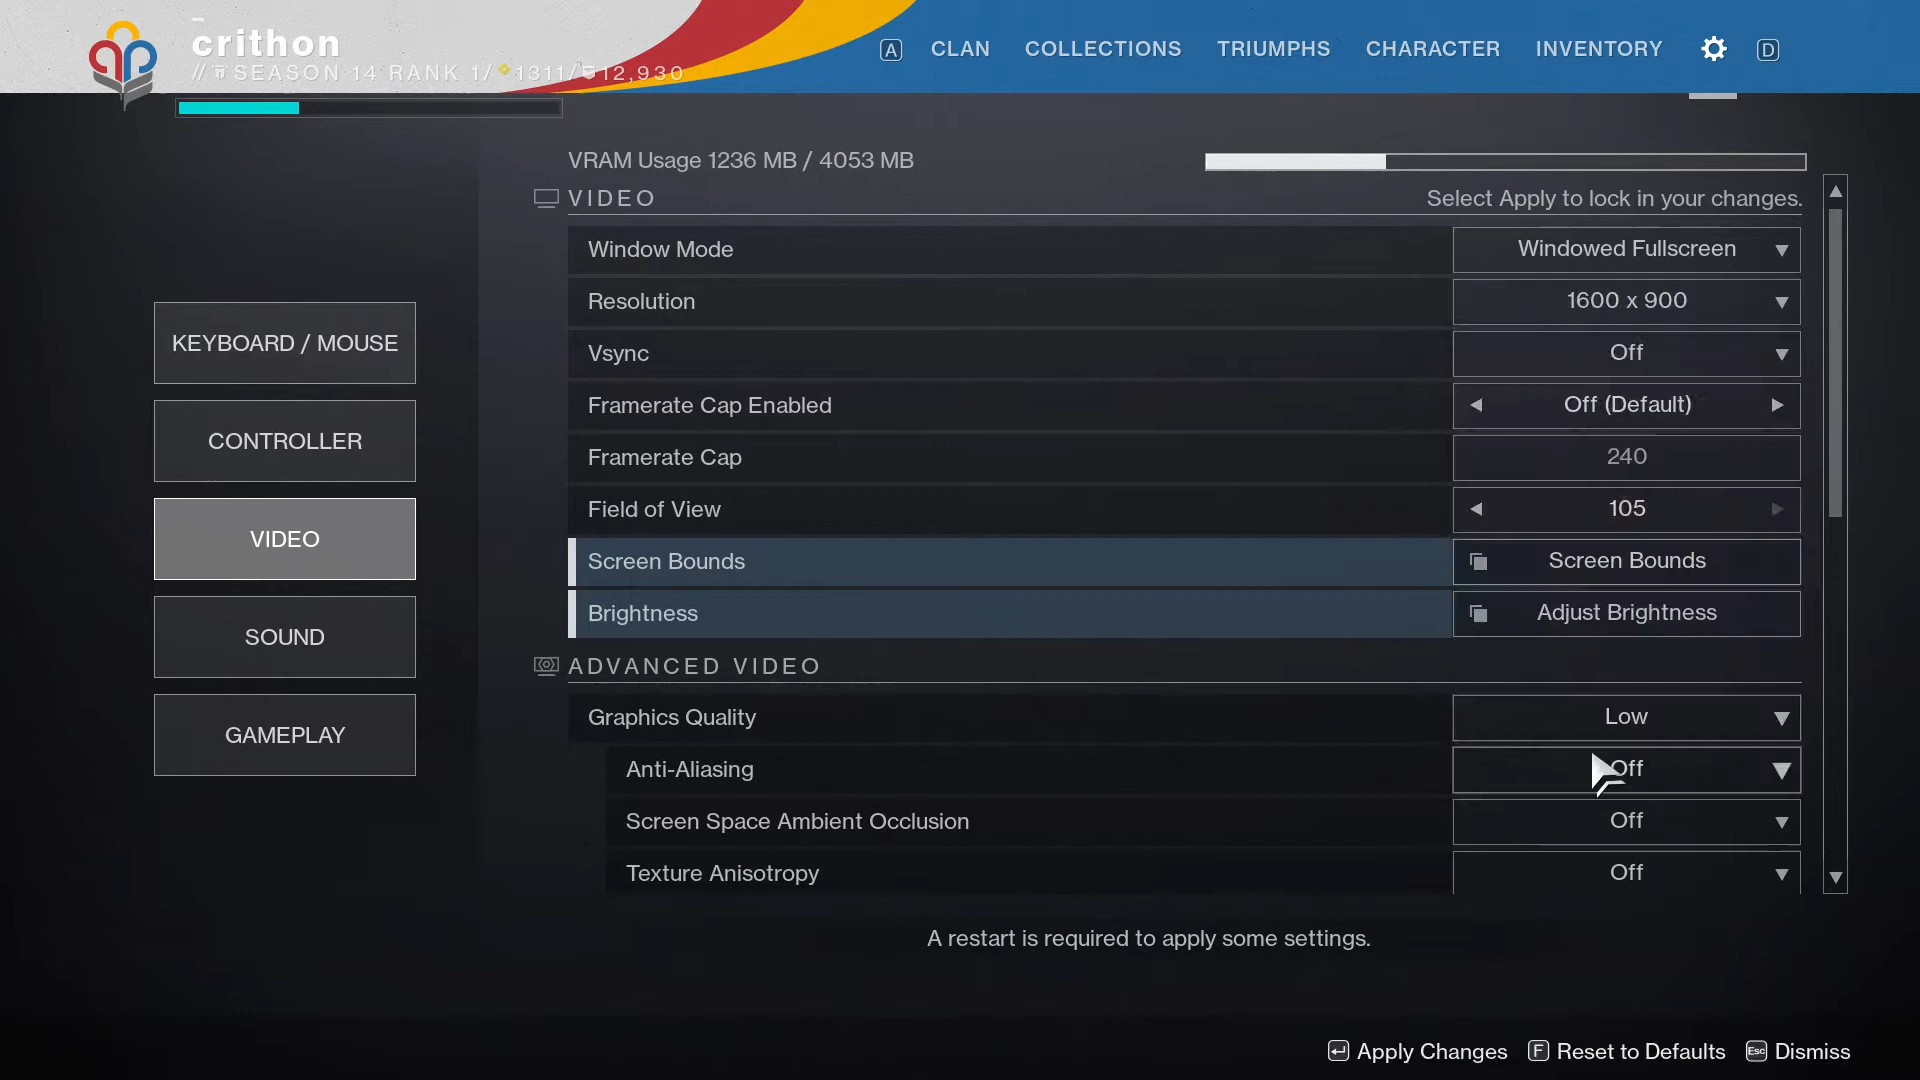 crithon
A CLAN COLLECTIONS TRIUMPHS CHARACTER INVENTORY D
// SEASON 14 RANK 1/ 1311/ 12,930
VRAM Usage 1236 MB / 4053 MB
VIDEO Select Apply to lock in your changes.
Window Mode Windowed Fullscreen
Resolution 1600 x 900
Vsync Off
Framerate Cap Enabled Off (Default)
Framerate Cap 240
Field of View 105
Screen Bounds Screen Bounds
Brightness Adjust Brightness
ADVANCED VIDEO
Graphics Quality Low
Anti-Aliasing Off
Screen Space Ambient Occlusion Off
Texture Anisotropy Off
KEYBOARD / MOUSE
CONTROLLER
VIDEO
SOUND
GAMEPLAY
A restart is required to apply some settings.
Apply Changes F Reset to Defaults Esc Dismiss